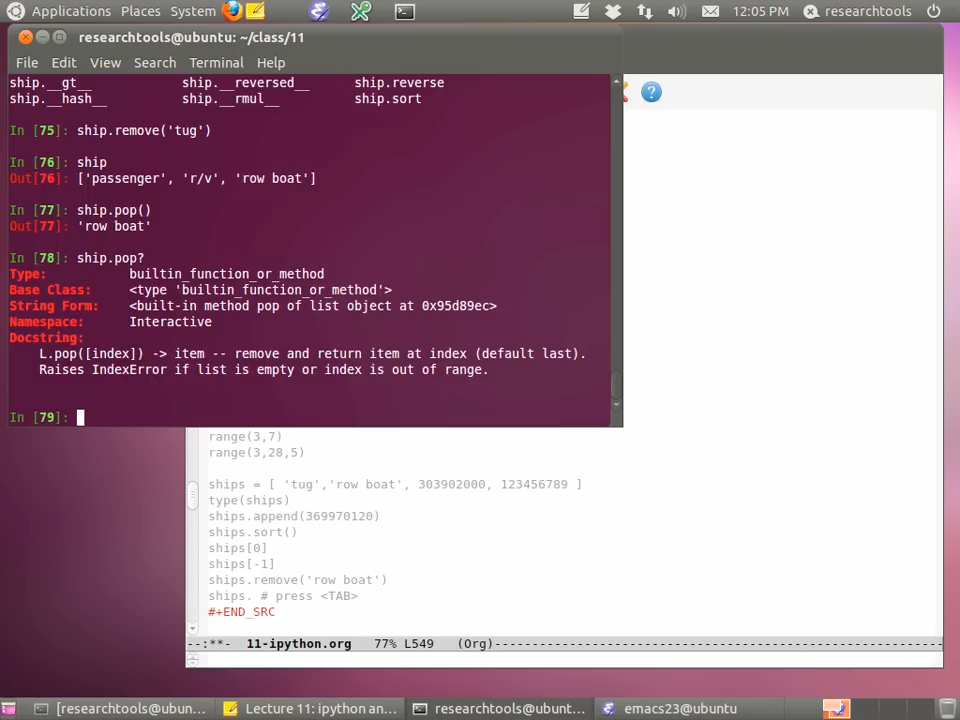 Applications Places System 12:05 PM researchtools
researchtools@ubuntu: ~/class/11
File Edit View Search Terminal Help
ship.__gt__ ship.__reversed__ ship.reverse
ship.__hash__ ship.__rmul__ ship.sort
In [75]: ship.remove('tug')
In [76]: ship
Out[76]: ['passenger', 'r/v', 'row boat']
In [77]: ship.pop()
Out[77]: 'row boat'
In [78]: ship.pop?
Type: builtin_function_or_method
Base Class: <type 'builtin_function_or_method'>
String Form: <built-in method pop of list object at 0x95d89ec>
Namespace: Interactive
Docstring:
L.pop([index]) -> item -- remove and return item at index (default last).
Raises IndexError if list is empty or index is out of range.
In [79]:
range(3,7)
range(3,28,5)
ships = [ 'tug','row boat', 303902000, 123456789 ]
type(ships)
ships.append(369970120)
ships.sort()
ships[0]
ships[-1]
ships.remove('row boat')
ships. # press <TAB>
#+END_SRC
--:**- 11-ipython.org 77% L549 (Org)--------------------------------------------------
[researchtools@ubun... Lecture 11: ipython an... researchtools@ubunt... emacs23@ubuntu